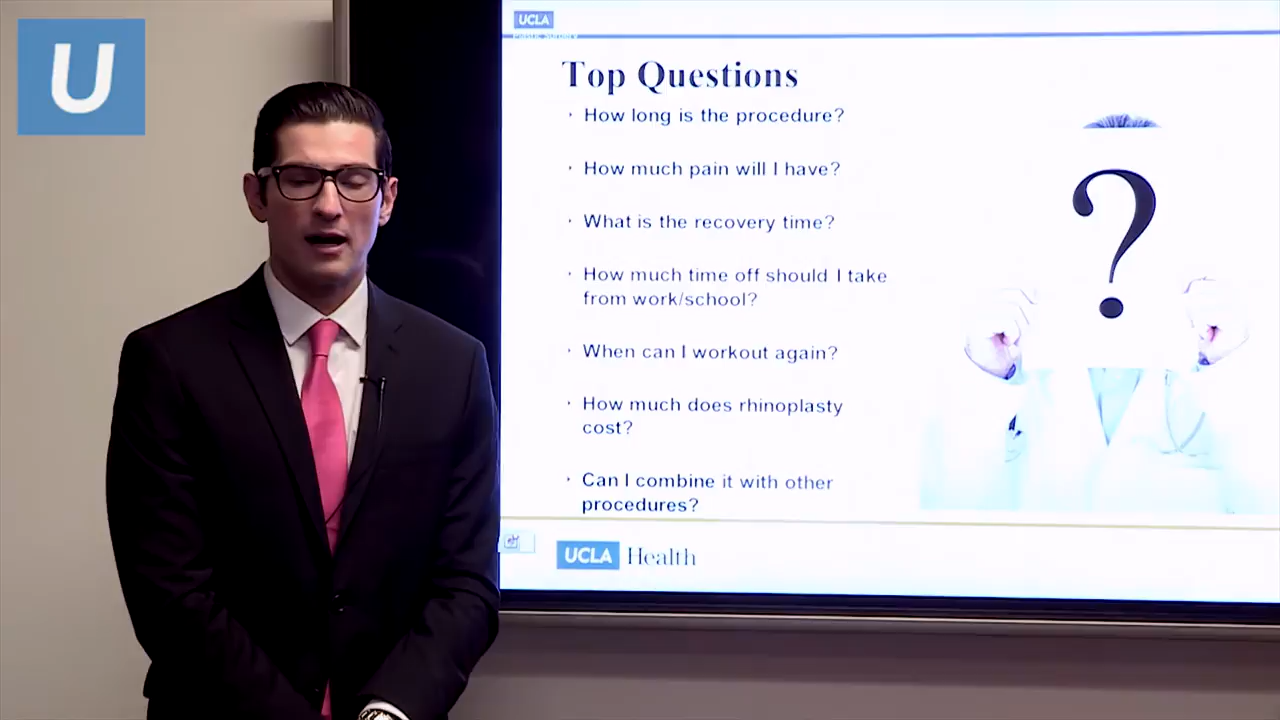 U
UCLA
Plastic Surgery
Top Questions
· How long is the procedure?
· How much pain will I have?
· What is the recovery time?
· How much time off should I take
from work/school?
· When can I workout again?
· How much does rhinoplasty
cost?
· Can I combine it with other
procedures?
?
UCLA Health